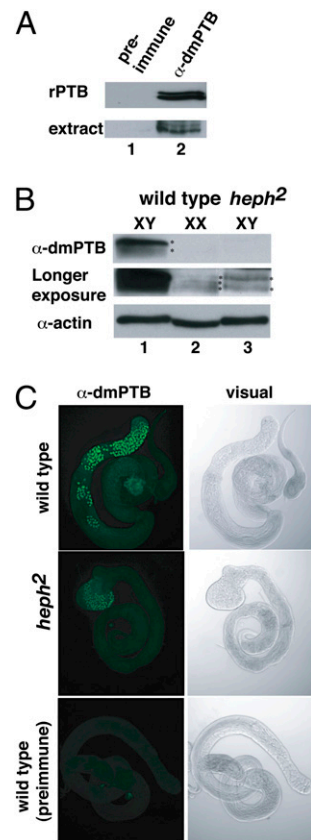 A
pre-
immune
α-dmPTB
rPTB
extract
1 2
B
wild type heph2
XY XX XY
α-dmPTB
Longer
exposure
α-actin
1 2 3
C
α-dmPTB visual
wild type
heph2
wild type
(preimmune)